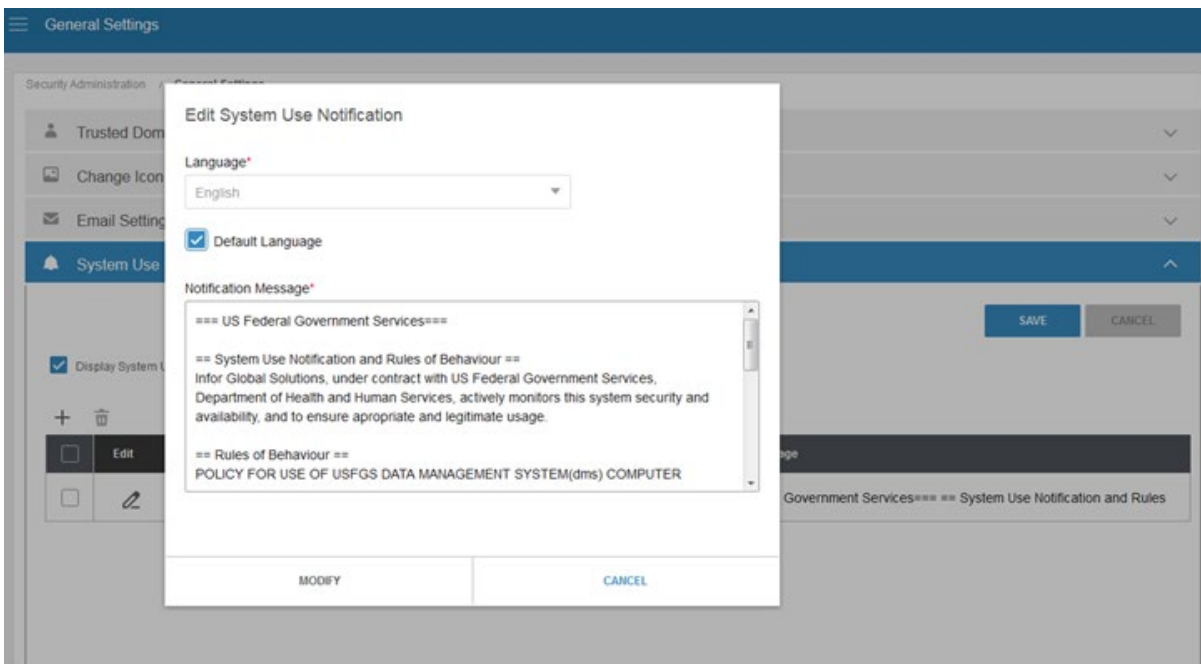 General Settings
Security Administration / General Settings
Edit System Use Notification
Trusted Dom
Language*
Change Icon
English
Email Setting
Default Language
System Use
Notification Message*
=== US Federal Government Services===
SAVE
CANCEL
== System Use Notification and Rules of Behaviour ==
Display System U
Infor Global Solutions, under contract with US Federal Government Services,
Department of Health and Human Services, actively monitors this system security and
availability, and to ensure apropriate and legitimate usage.
== Rules of Behaviour ==
Edit
POLICY FOR USE OF USFGS DATA MANAGEMENT SYSTEM(dms) COMPUTER
age
Government Services=== == System Use Notification and Rules
MODIFY
CANCEL